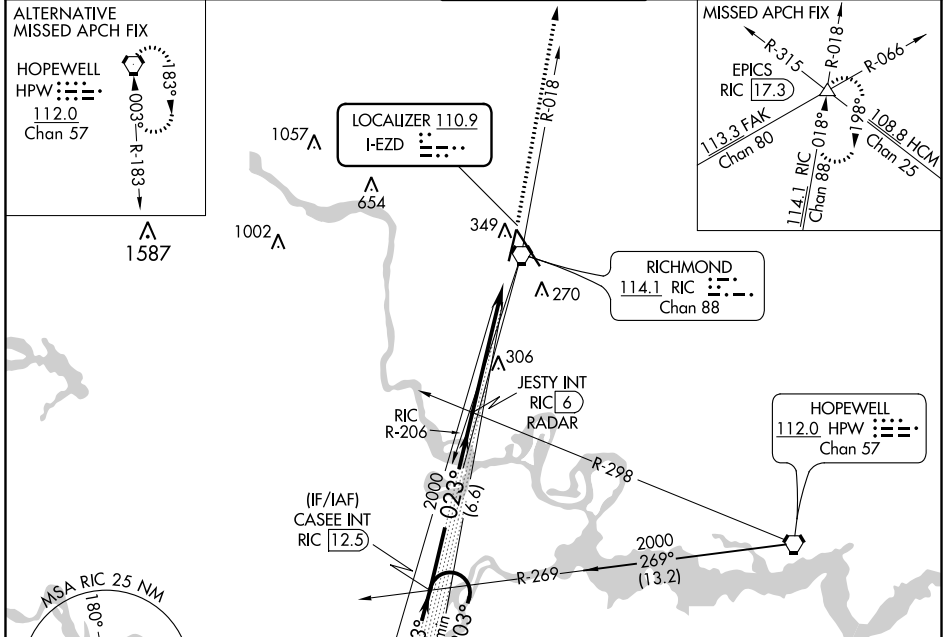 ALTERNATIVE
MISSED APCH FIX
HOPEWELL
HPW
112.0
Chan 57
183°
003°
R-183
1587
1057
654
1002
LOCALIZER 110.9
I-EZD
R-018
349
270
306
MISSED APCH FIX
R-315
R-018
R-066
EPICS
RIC 17.3
113.3 FAK
Chan 80
018°
198°
108.8 HCM
Chan 25
114.1 RIC
Chan 88
RICHMOND
114.1 RIC
Chan 88
JESTY INT
RIC 6
RADAR
RIC
R-206
HOPEWELL
112.0 HPW
Chan 57
R-298
2000
023°
(6.6)
(IF/IAF)
CASEE INT
RIC 12.5
2000
269°
(13.2)
R-269
MSA RIC 25 NM
180°
203°